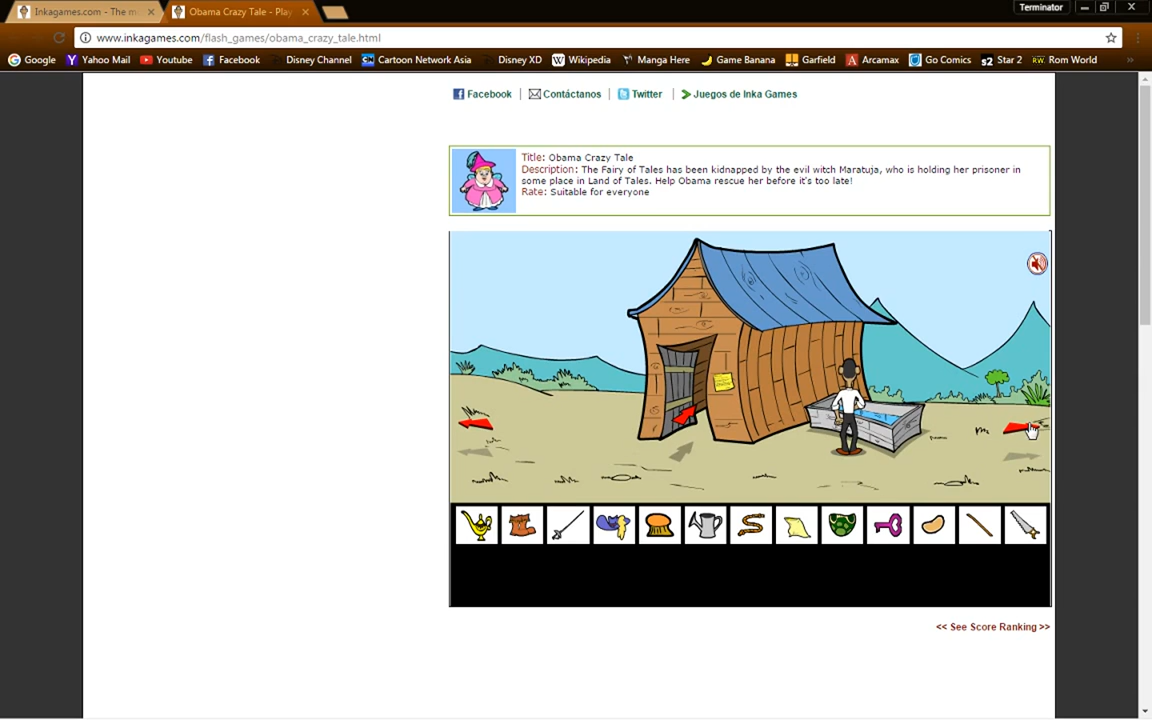 Inkagames.com - The m
Obama Crazy Tale - Play
Terminator
www.inkagames.com/flash_games/obama_crazy_tale.html
Google Yahoo Mail Youtube Facebook Disney Channel Cartoon Network Asia Disney XD Wikipedia Manga Here Game Banana Garfield Arcamax Go Comics Star 2 Rom World
Facebook | Contáctanos | Twitter | Juegos de Inka Games
Title: Obama Crazy Tale
Description: The Fairy of Tales has been kidnapped by the evil witch Maratuja, who is holding her prisoner in
some place in Land of Tales. Help Obama rescue her before it's too late!
Rate: Suitable for everyone
<< See Score Ranking >>